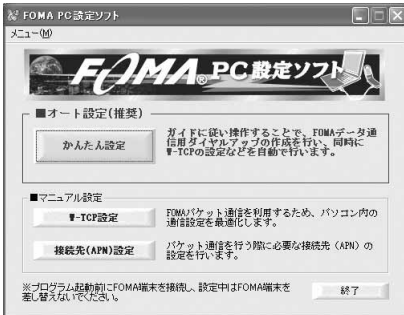 FOMA PC設定ソフト
メニュー(M)
FOMA® PC設定ソフト
■オート設定(推奨)
かんたん設定
ガイドに従い操作することで、FOMAデータ通
信用ダイヤルアップの作成を行い、同時に
W-TCPの設定などを自動で行います。
■マニュアル設定
W-TCP設定
FOMAパケット通信を利用するため、パソコン内の
通信設定を最適化します。
接続先(APN)設定
パケット通信を行う際に必要な接続先(APN)の
設定を行います。
※プログラム起動前にFOMA端末を接続し、設定中はFOMA端末を
差し替えないでください。
終了